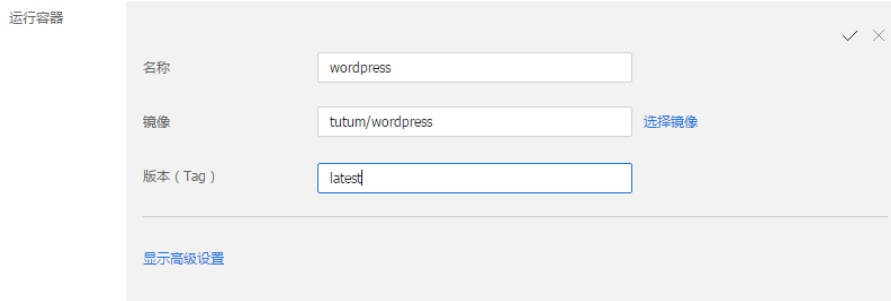 运行容器
名称 wordpress
镜像 tutum/wordpress 选择镜像
版本（Tag） latest
显示高级设置